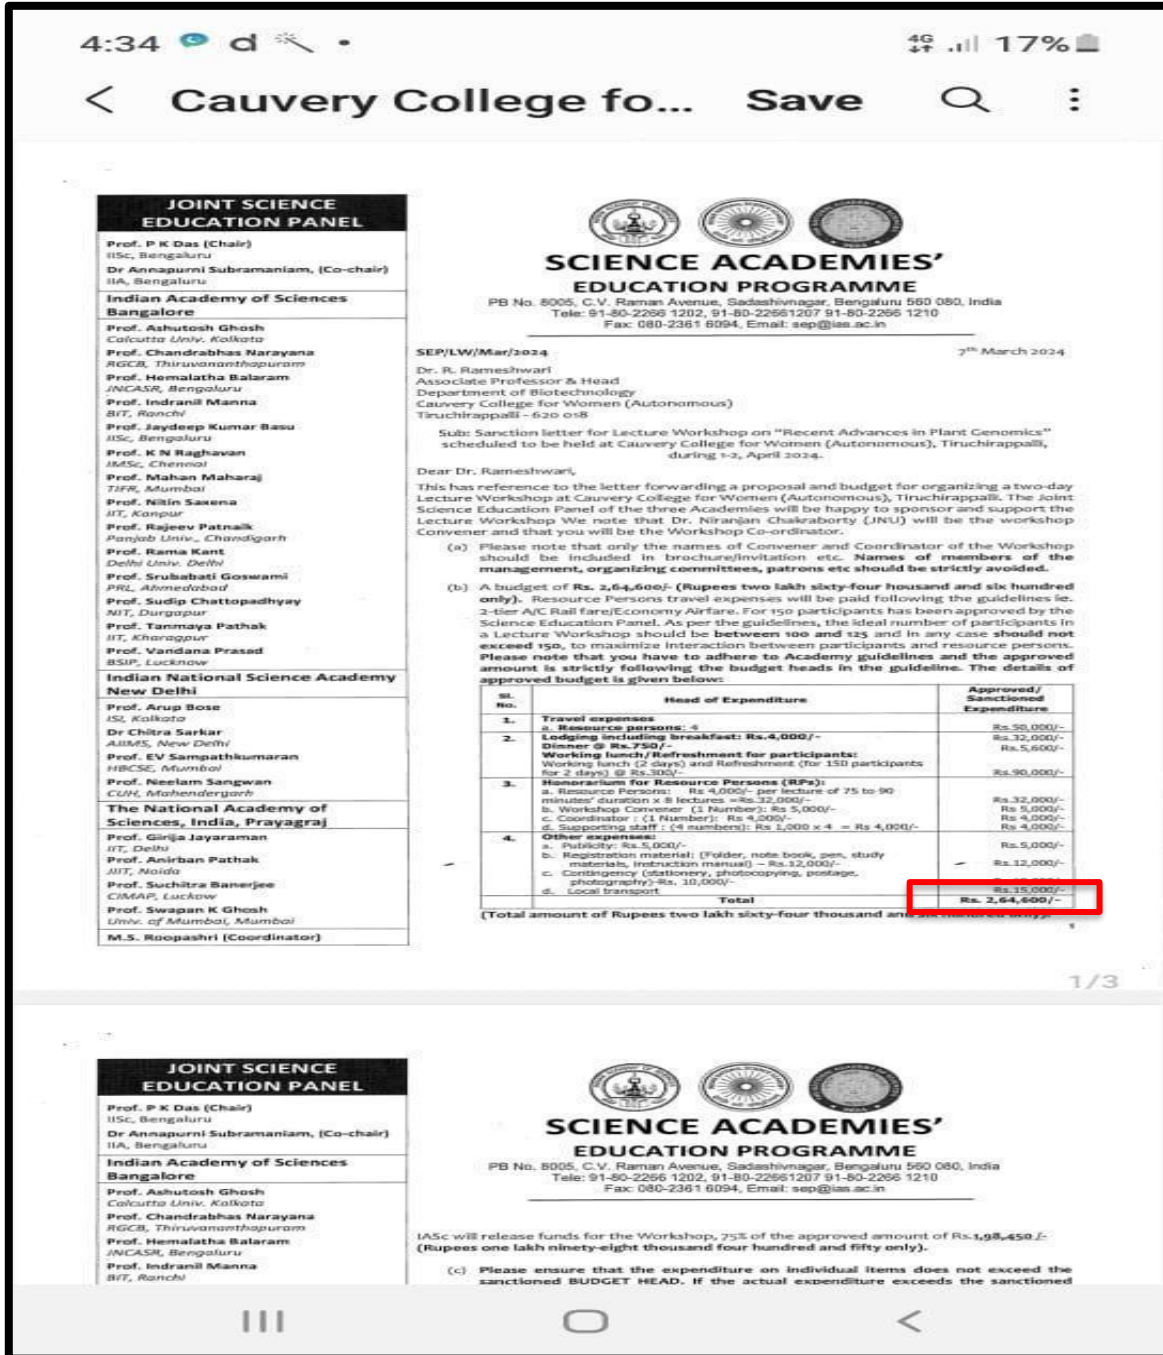 4:34 d
4G 17%
< Cauvery College fo... Save
JOINT SCIENCE
EDUCATION PANEL
Prof. P K Das (Chair)
IISc, Bengaluru
Dr Annapurni Subramaniam, (Co-chair)
IIA, Bengaluru
Indian Academy of Sciences
Bangalore
Prof. Ashutosh Ghosh
Calcutta Univ. Kolkata
Prof. Chandrabhas Narayana
RGCB, Thiruvananthapuram
Prof. Hemalatha Balaram
JNCASR, Bengaluru
Prof. Indranil Manna
BIT, Ranchi
Prof. Jaydeep Kumar Basu
IISc, Bengaluru
Prof. K N Raghavan
IMSc, Chennai
Prof. Mahan Maharaj
TIFR, Mumbai
Prof. Nitin Saxena
IIT, Kanpur
Prof. Rajeev Patnaik
Panjab Univ., Chandigarh
Prof. Rama Kant
Delhi Univ. Delhi
Prof. Srubabati Goswami
PRL, Ahmedabad
Prof. Sudip Chattopadhyay
NIT, Durgapur
Prof. Tanmaya Pathak
IIT, Kharagpur
Prof. Vandana Prasad
BSIP, Lucknow
Indian National Science Academy
New Delhi
Prof. Arup Bose
ISI, Kolkata
Dr Chitra Sarkar
AIIMS, New Delhi
Prof. EV Sampathkumaran
HBCSE, Mumbai
Prof. Neelam Sangwan
CUH, Mahendergarh
The National Academy of
Sciences, India, Prayagraj
Prof. Girija Jayaraman
IIT, Delhi
Prof. Anirban Pathak
JIIT, Noida
Prof. Suchitra Banerjee
CIMAP, Luckow
Prof. Swapan K Ghosh
Univ. of Mumbai, Mumbai
M.S. Roopashri (Coordinator)
SCIENCE ACADEMIES'
EDUCATION PROGRAMME
PB No. 8005, C.V. Raman Avenue, Sadashivnagar, Bengaluru 560 080, India
Tele: 91-80-2266 1202, 91-80-22661207 91-80-2266 1210
Fax: 080-2361 6094, Email: sep@ias.ac.in
SEP/LW/Mar/2024 7th March 2024
Dr. R. Rameshwari
Associate Professor & Head
Department of Biotechnology
Cauvery College for Women (Autonomous)
Tiruchirappalli - 620 018
Sub: Sanction letter for Lecture Workshop on "Recent Advances in Plant Genomics"
scheduled to be held at Cauvery College for Women (Autonomous), Tiruchirappalli,
during 1-2, April 2024.
Dear Dr. Rameshwari,
This has reference to the letter forwarding a proposal and budget for organizing a two-day
Lecture Workshop at Cauvery College for Women (Autonomous), Tiruchirappalli. The Joint
Science Education Panel of the three Academies will be happy to sponsor and support the
Lecture Workshop We note that Dr. Niranjan Chakraborty (JNU) will be the workshop
Convener and that you will be the Workshop Co-ordinator.
(a) Please note that only the names of Convener and Coordinator of the Workshop
should be included in brochure/invitation etc. Names of members of the
management, organizing committees, patrons etc should be strictly avoided.
(b) A budget of Rs. 2,64,600/- (Rupees two lakh sixty-four housand and six hundred
only). Resource Persons travel expenses will be paid following the guidelines ie.
2-tier A/C Rail fare/Economy Airfare. For 150 participants has been approved by the
Science Education Panel. As per the guidelines, the ideal number of participants in
a Lecture Workshop should be between 100 and 125 and in any case should not
exceed 150, to maximize interaction between participants and resource persons.
Please note that you have to adhere to Academy guidelines and the approved
amount is strictly following the budget heads in the guideline. The details of
approved budget is given below:
Sl. No. Head of Expenditure Approved/ Sanctioned Expenditure
1. Travel expenses
a. Resource persons: 4 Rs.50,000/-
2. Lodging including breakfast: Rs.4,000/- Rs.32,000/-
Dinner @ Rs.750/- Rs.5,600/-
Working lunch/Refreshment for participants:
Working lunch (2 days) and Refreshment (for 150 participants
for 2 days) @ Rs.300/- Rs.90,000/-
3. Honorarium for Resource Persons (RPs):
a. Resource Persons: Rs 4,000/- per lecture of 75 to 90
minutes' duration x 8 lectures =Rs.32,000/- Rs.32,000/-
b. Workshop Convener (1 Number): Rs 5,000/- Rs 5,000/-
c. Coordinator : (1 Number): Rs 4,000/- Rs 4,000/-
d. Supporting staff : (4 numbers): Rs 1,000 x 4 = Rs 4,000/- Rs 4,000/-
4. Other expenses:
a. Publicity: Rs.5,000/- Rs.5,000/-
b. Registration material: (Folder, note book, pen, study
materials, instruction manual) – Rs.12,000/- Rs.12,000/-
c. Contingency (stationery, photocopying, postage,
photography)-Rs. 10,000/-
d. Local transport Rs.15,000/-
Total Rs. 2,64,600/-
(Total amount of Rupees two lakh sixty-four thousand and six hundred only).
1
1/3
JOINT SCIENCE
EDUCATION PANEL
Prof. P K Das (Chair)
IISc, Bengaluru
Dr Annapurni Subramaniam, (Co-chair)
IIA, Bengaluru
Indian Academy of Sciences
Bangalore
Prof. Ashutosh Ghosh
Calcutta Univ. Kolkata
Prof. Chandrabhas Narayana
RGCB, Thiruvananthapuram
Prof. Hemalatha Balaram
JNCASR, Bengaluru
Prof. Indranil Manna
BIT, Ranchi
SCIENCE ACADEMIES'
EDUCATION PROGRAMME
PB No. 8005, C.V. Raman Avenue, Sadashivnagar, Bengaluru 560 080, India
Tele: 91-80-2266 1202, 91-80-22661207 91-80-2266 1210
Fax: 080-2361 6094, Email: sep@ias.ac.in
IASc will release funds for the Workshop, 75% of the approved amount of Rs.1,98,450/-
(Rupees one lakh ninety-eight thousand four hundred and fifty only).
(c) Please ensure that the expenditure on individual items does not exceed the
sanctioned BUDGET HEAD. If the actual expenditure exceeds the sanctioned